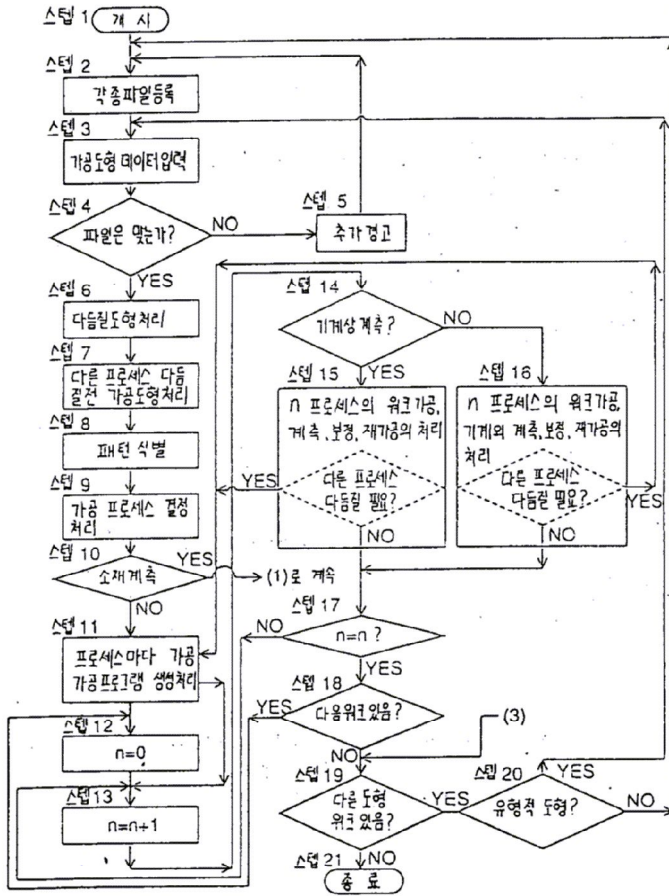 스텝 1
개 시
스텝 2
각종파일등록
스텝 3
가공도형 데이터입력
스텝 4
파일은 맞는가?
NO
YES
스텝 5
추가경고
스텝 6
다듬질도형처리
스텝 7
다른 프로세스 다듬
질전 가공도형처리
스텝 8
패턴 식별
스텝 9
가공 프로세스 결정
처리
스텝 10
소재계측
YES
(1)로 계속
NO
스텝 11
프로세스마다 가공
가공프로그램 생성처리
스텝 12
n=0
스텝 13
n=n+1
스텝 14
기계상계측?
NO
YES
스텝 15
n 프로세스의 워크가공,
계측, 보정, 재가공의 처리
다른 프로세스
다듬질 필요?
YES
NO
스텝 16
n 프로세스의 워크가공,
기계외 계측, 보정, 재가공의
처리
다른 프로세스
다듬질 필요?
YES
NO
스텝 17
n=n ?
NO
YES
스텝 18
다음워크있음?
YES
NO
(3)
스텝 19
다른 도형
워크있음?
YES
NO
스텝 20
유형적 도형?
YES
NO
스텝 21
종 료